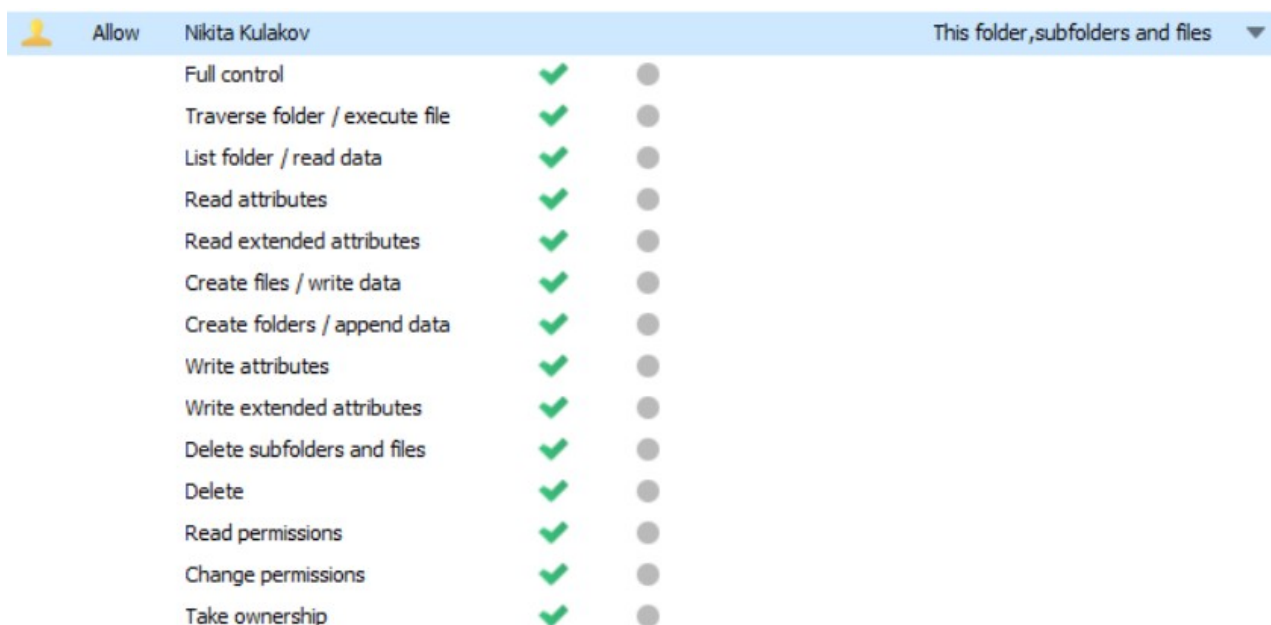 Allow Nikita Kulakov This folder,subfolders and files
Full control
Traverse folder / execute file
List folder / read data
Read attributes
Read extended attributes
Create files / write data
Create folders / append data
Write attributes
Write extended attributes
Delete subfolders and files
Delete
Read permissions
Change permissions
Take ownership